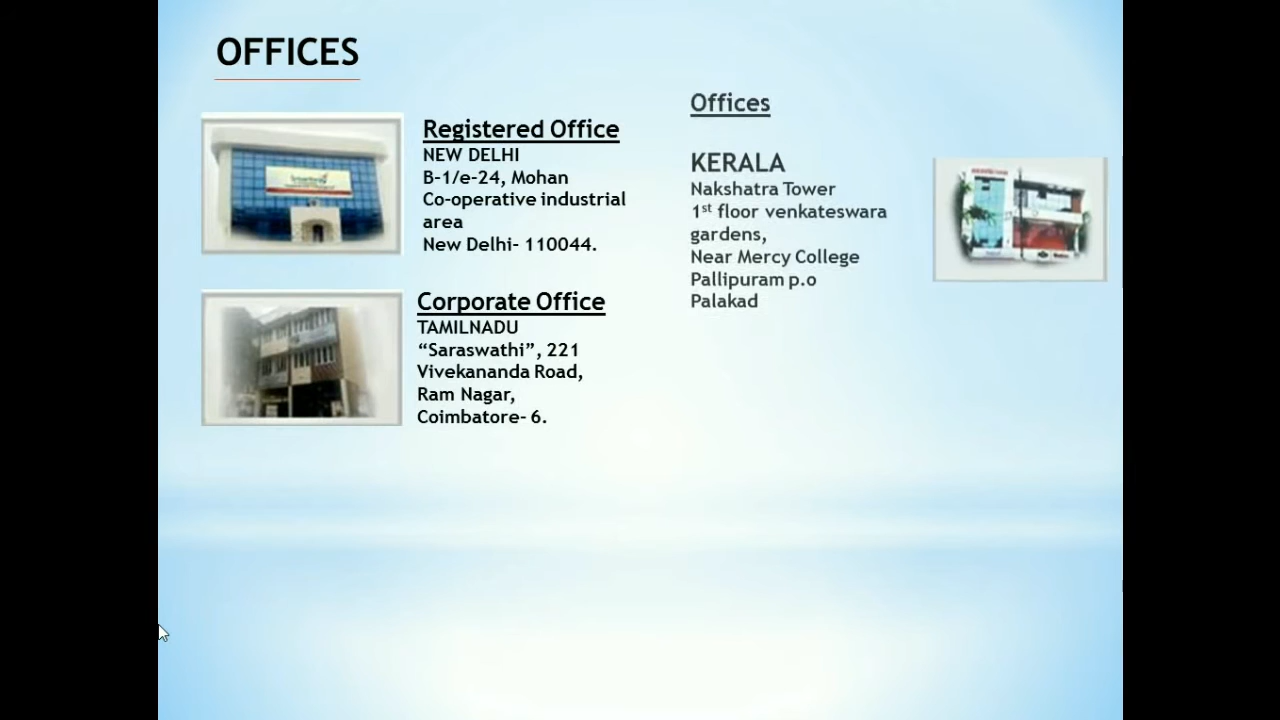 OFFICES
Registered Office
NEW DELHI
B-1/e-24, Mohan
Co-operative industrial
area
New Delhi- 110044.
Corporate Office
TAMILNADU
“Saraswathi”, 221
Vivekananda Road,
Ram Nagar,
Coimbatore- 6.
Offices
KERALA
Nakshatra Tower
1st floor venkateswara
gardens,
Near Mercy College
Pallipuram p.o
Palakad